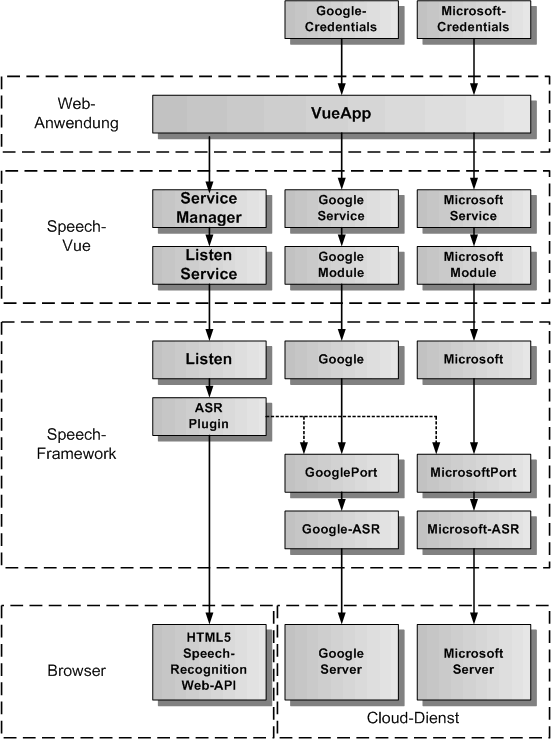 Google-
Credentials
Microsoft-
Credentials
Web-
Anwendung
VueApp
Speech-
Vue
Service
Manager
Google
Service
Microsoft
Service
Listen
Service
Google
Module
Microsoft
Module
Speech-
Framework
Listen
Google
Microsoft
ASR
Plugin
GooglePort
MicrosoftPort
Google-ASR
Microsoft-ASR
Browser
HTML5
Speech-
Recognition
Web-API
Google
Server
Microsoft
Server
Cloud-Dienst